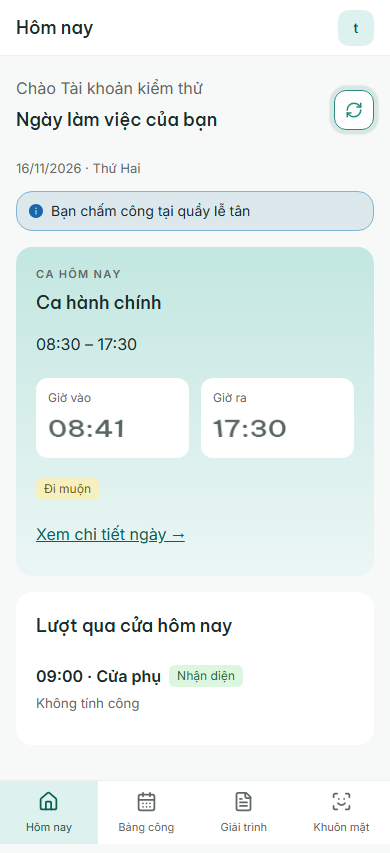 Hôm nay
t
Chào Tài khoản kiểm thử
Ngày làm việc của bạn
16/11/2026 · Thứ Hai
Bạn chấm công tại quầy lễ tân
CA HÔM NAY
Ca hành chính
08:30 – 17:30
Giờ vào
08:41
Giờ ra
17:30
Đi muộn
Xem chi tiết ngày →
Lượt qua cửa hôm nay
09:00 · Cửa phụ Nhận diện
Không tính công
Hôm nay
Bảng công
Giải trình
Khuôn mặt